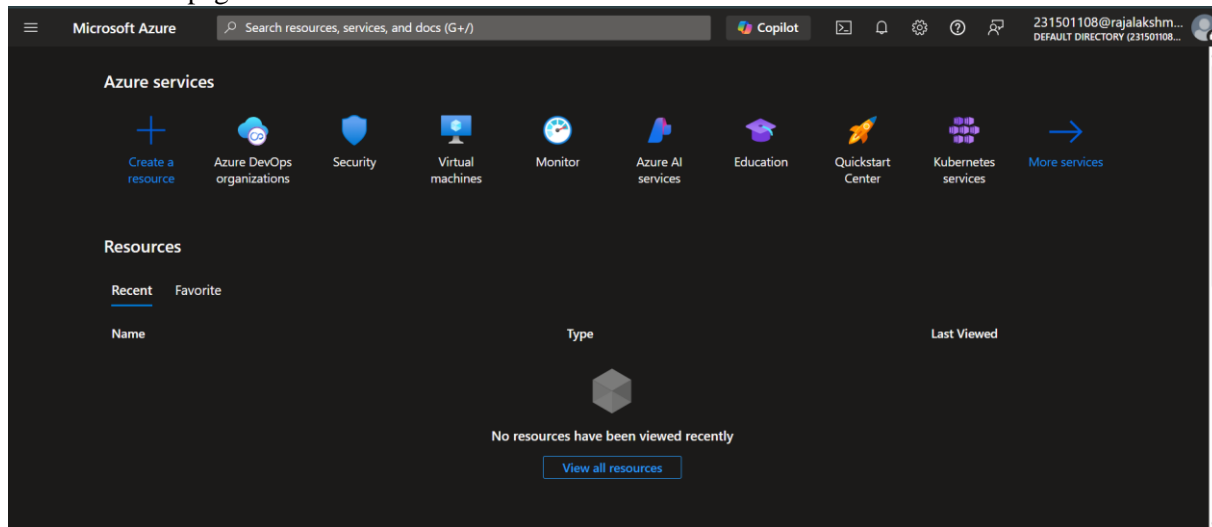 Microsoft Azure
Search resources, services, and docs (G+/)
Copilot
231501108@rajalakshm...
DEFAULT DIRECTORY (231501108...
Azure services
Create a resource
Azure DevOps organizations
Security
Virtual machines
Monitor
Azure AI services
Education
Quickstart Center
Kubernetes services
More services
Resources
Recent Favorite
Name Type Last Viewed
No resources have been viewed recently
View all resources